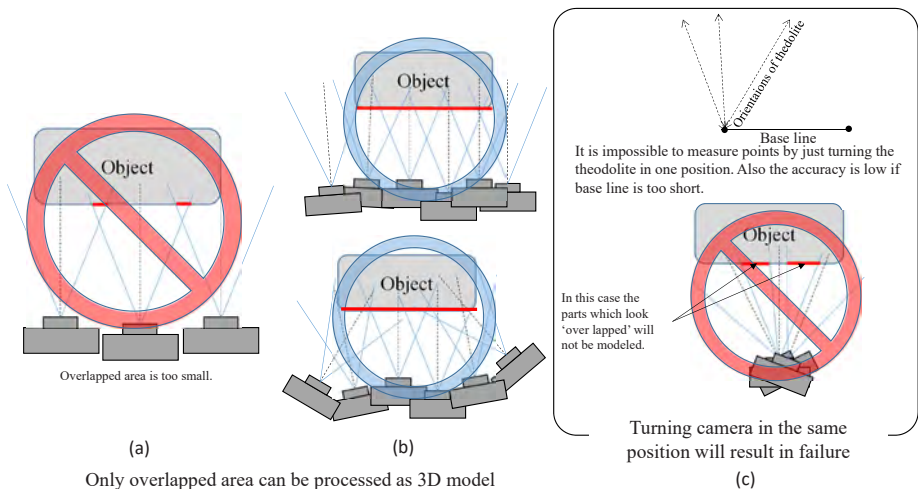 Object
Overlapped area is too small.
(a)
Object
Object
(b)
Only overlapped area can be processed as 3D model
Orientaions of thedolite
Base line
It is impossible to measure points by just turning the
theodolite in one position. Also the accuracy is low if
base line is too short.
Object
In this case the
parts which look
‘over lapped’ will
not be modeled.
Turning camera in the same
position will result in failure
(c)